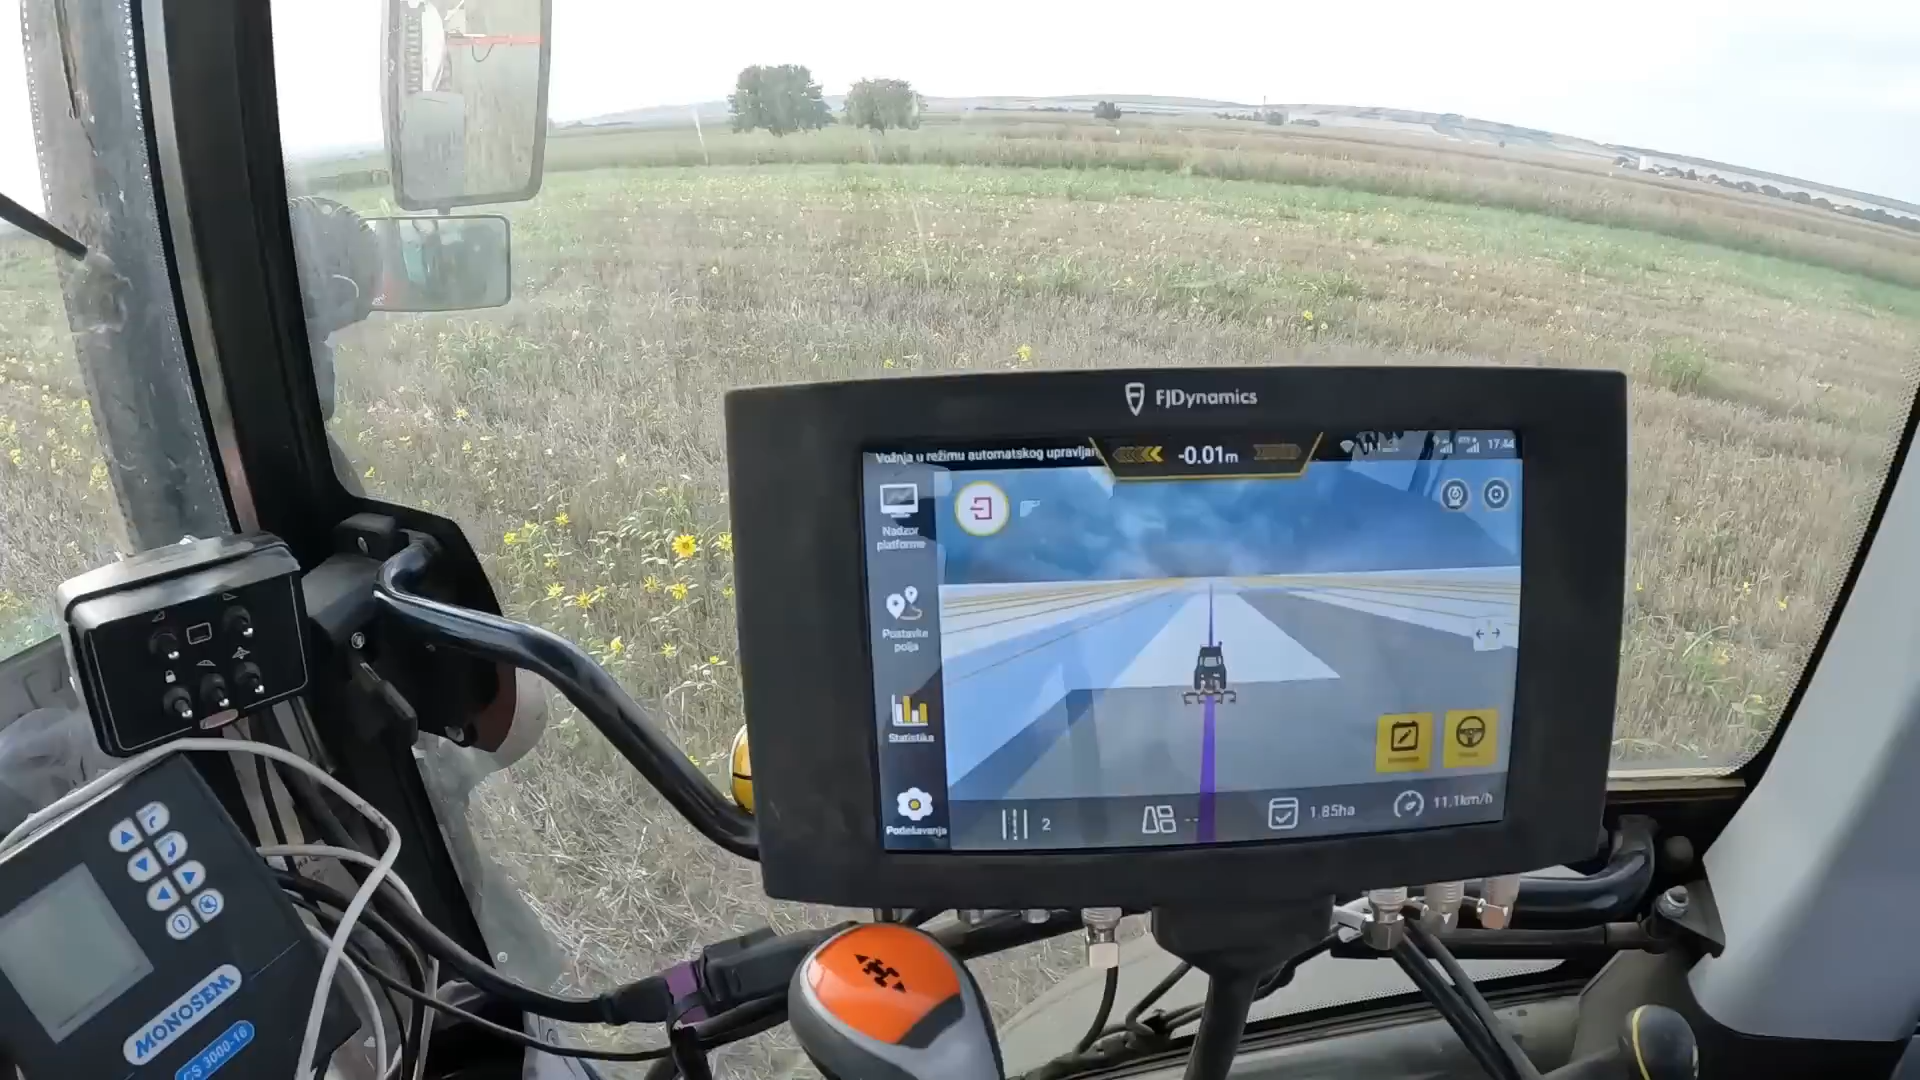 FJDynamics
Vožnja u režimu automatskog upravljan
-0.01m
17:44
Nadzor
platforme
Postavke
polja
Statistika
Podešavanja
2
--
1.85ha
11.1km/h
MONOSEM
CS 3000-16